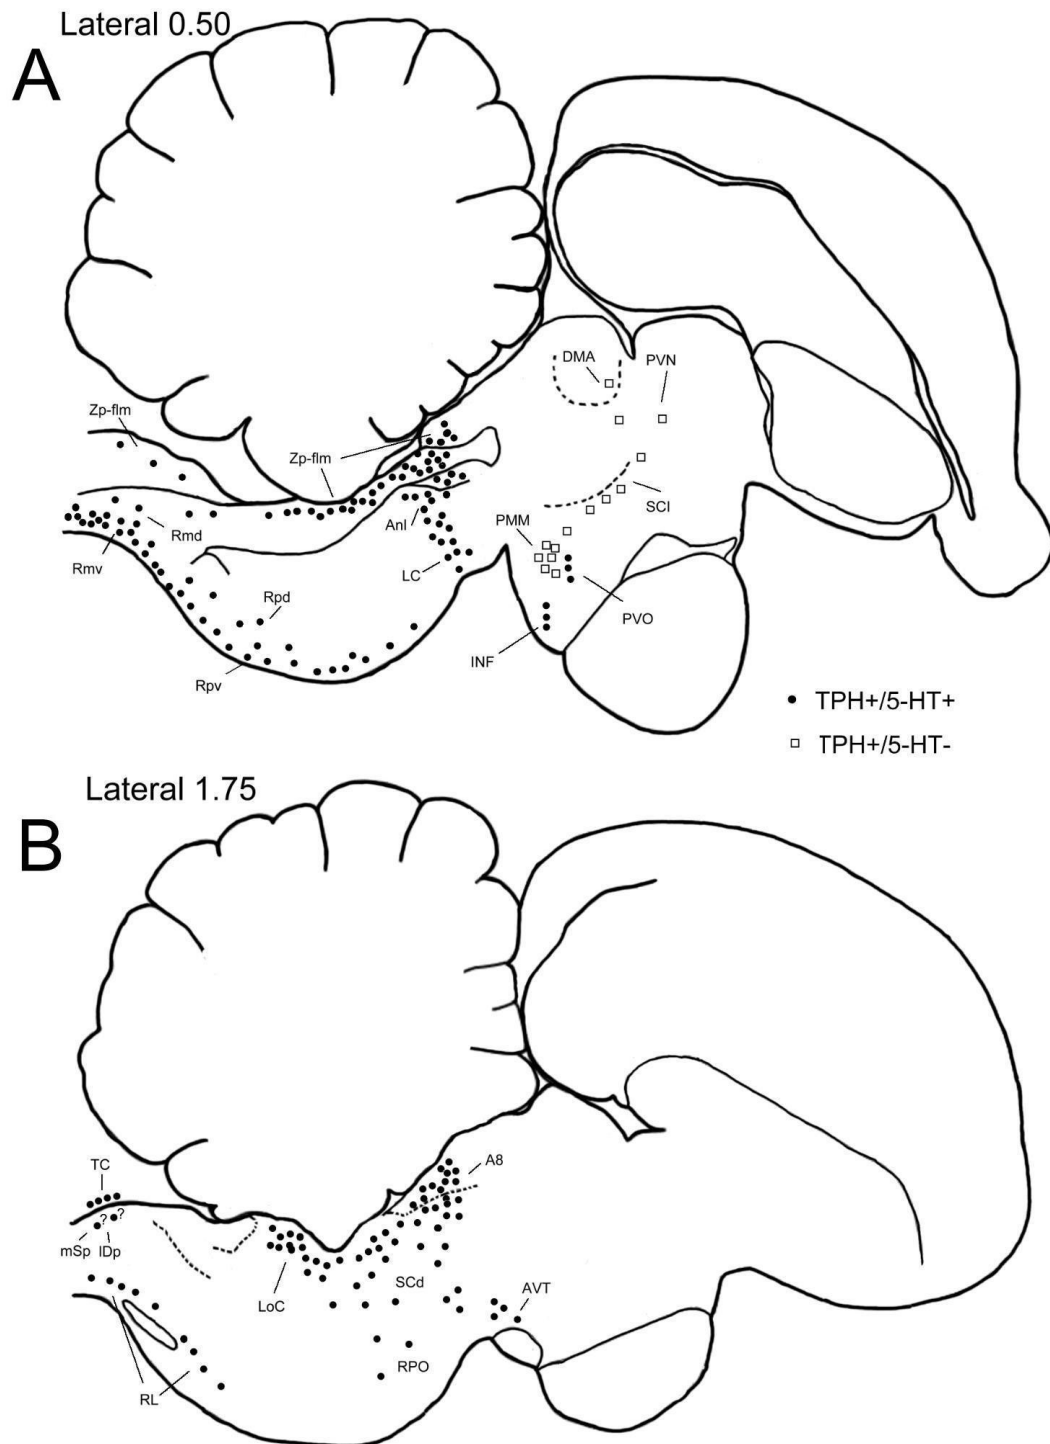 Lateral 0.50
A
DMA
PVN
Zp-flm
Zp-flm
SCI
Anl
PMM
Rmd
Rmv
LC
Rpd
PVO
INF
Rpv
TPH+/5-HT+
TPH+/5-HT-
Lateral 1.75
B
A8
TC
? ?
mSp
IDp
SCd
LoC
AVT
RPO
RL